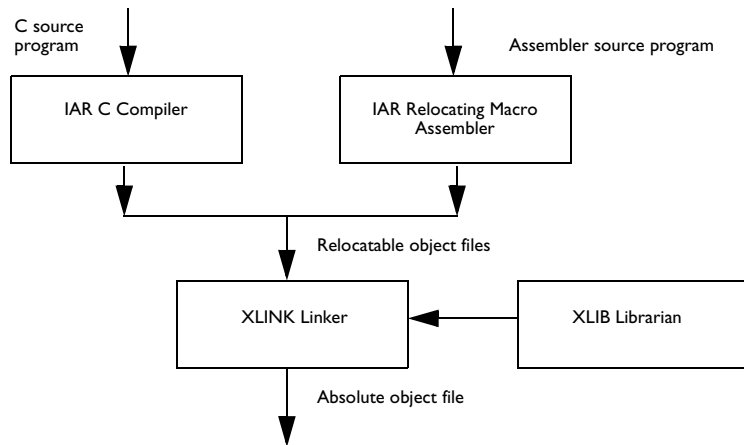 C source
program
Assembler source program
IAR C Compiler
IAR Relocating Macro
Assembler
Relocatable object files
XLINK Linker
XLIB Librarian
Absolute object file